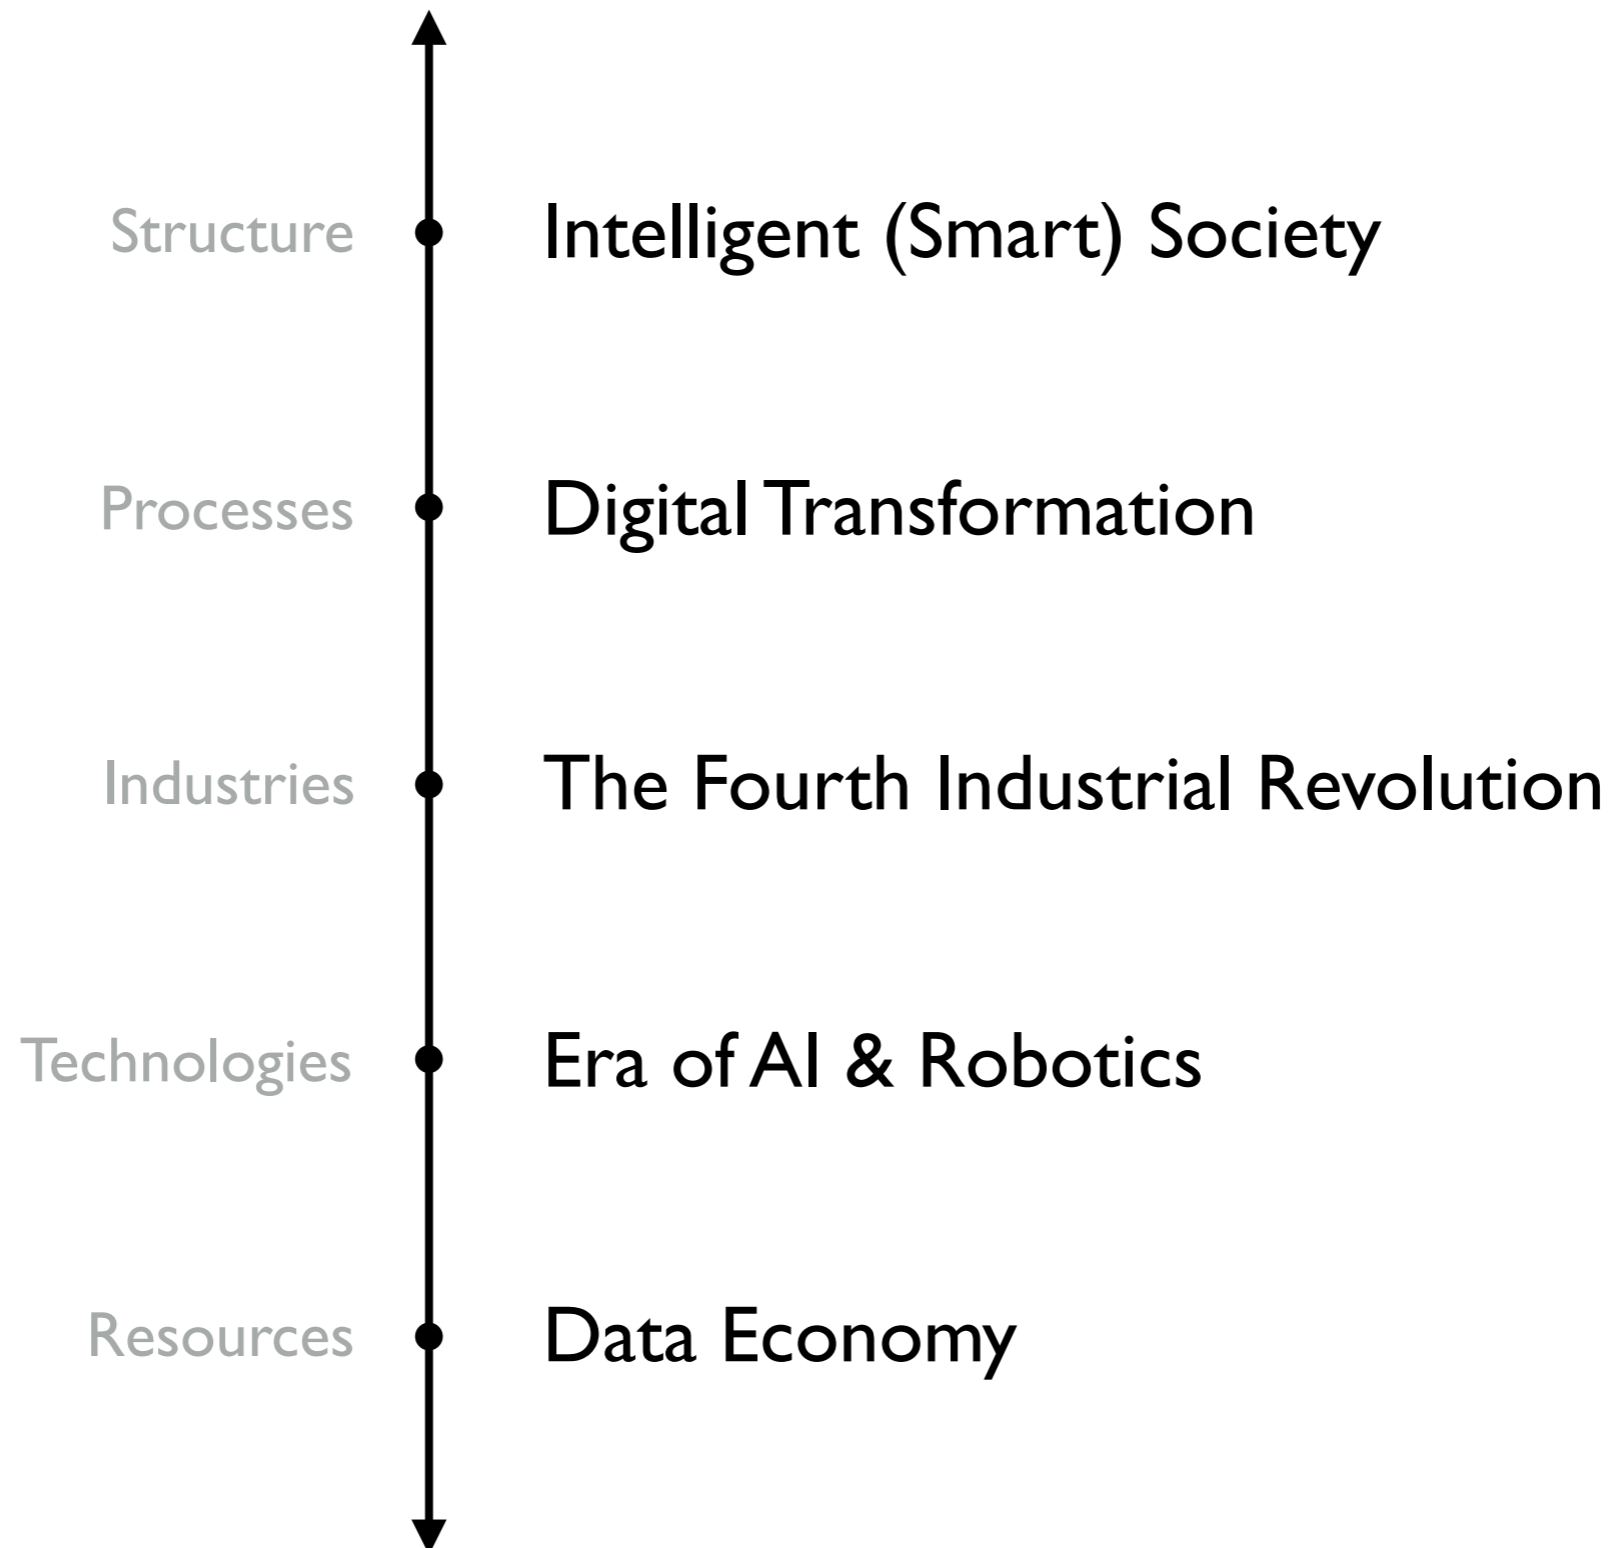 Structure Intelligent (Smart) Society
Processes Digital Transformation
Industries The Fourth Industrial Revolution
Technologies Era of AI & Robotics
Resources Data Economy